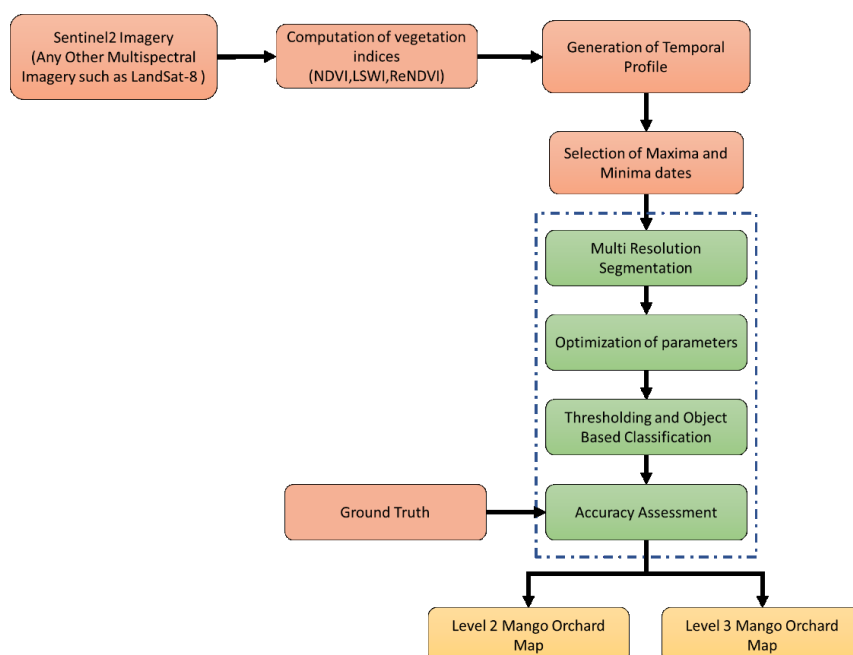 Sentinel2 Imagery
(Any Other Multispectral
Imagery such as LandSat-8 )
Computation of vegetation
indices
(NDVI,LSWI,ReNDVI)
Generation of Temporal
Profile
Selection of Maxima and
Minima dates
Multi Resolution
Segmentation
Optimization of parameters
Thresholding and Object
Based Classification
Ground Truth
Accuracy Assessment
Level 2 Mango Orchard
Map
Level 3 Mango Orchard
Map